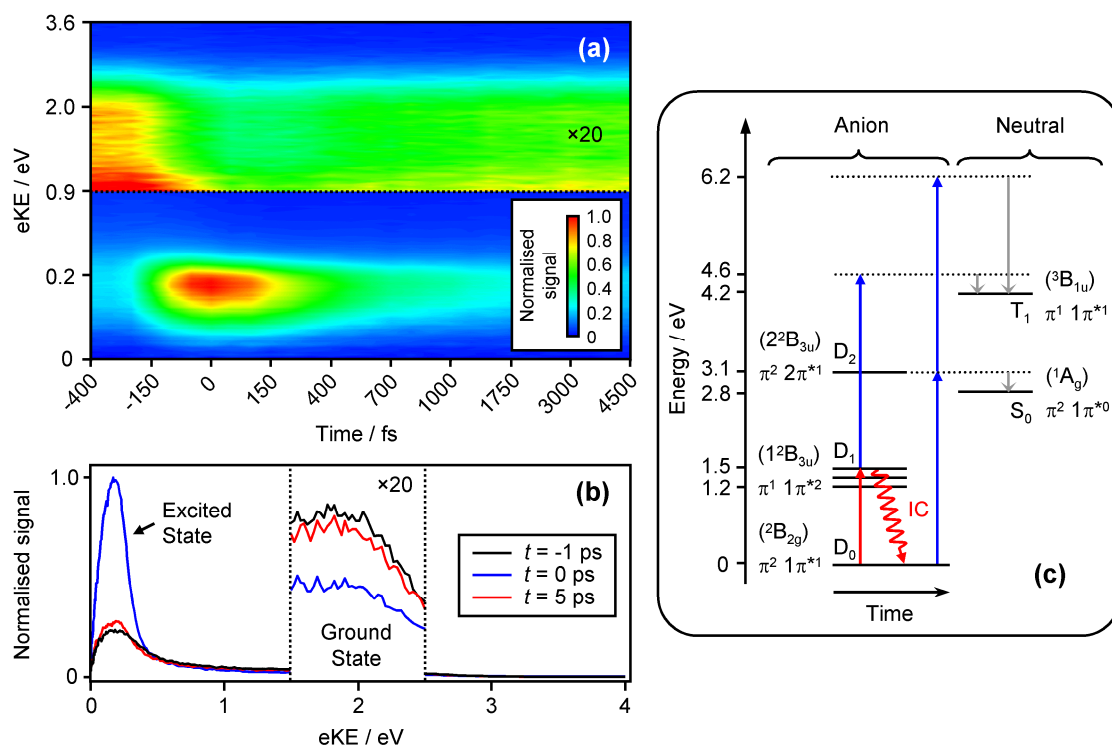 (a)
3.6
2.0
0.9
0.2
0
eKE / eV
×20
Normalised signal
1.0
0.8
0.6
0.4
0.2
0
-400
-150
0
150
400
700
1000
1750
3000
4500
Time / fs
(b)
1.0
0
Normalised signal
Excited
State
×20
Ground
State
t = -1 ps
t = 0 ps
t = 5 ps
0
1
2
3
4
eKE / eV
Anion
Neutral
Energy / eV
6.2
4.6
4.2
3.1
2.8
1.5
1.2
0
(³B₁ᵤ)
T₁ π¹ 1π*¹
(2²B₃ᵤ) D₂
π² 2π*¹
(¹A_g)
S₀ π² 1π*⁰
(1²B₃ᵤ) D₁
π¹ 1π*²
IC
(²B₂g) D₀
π² 1π*¹
(c)
Time